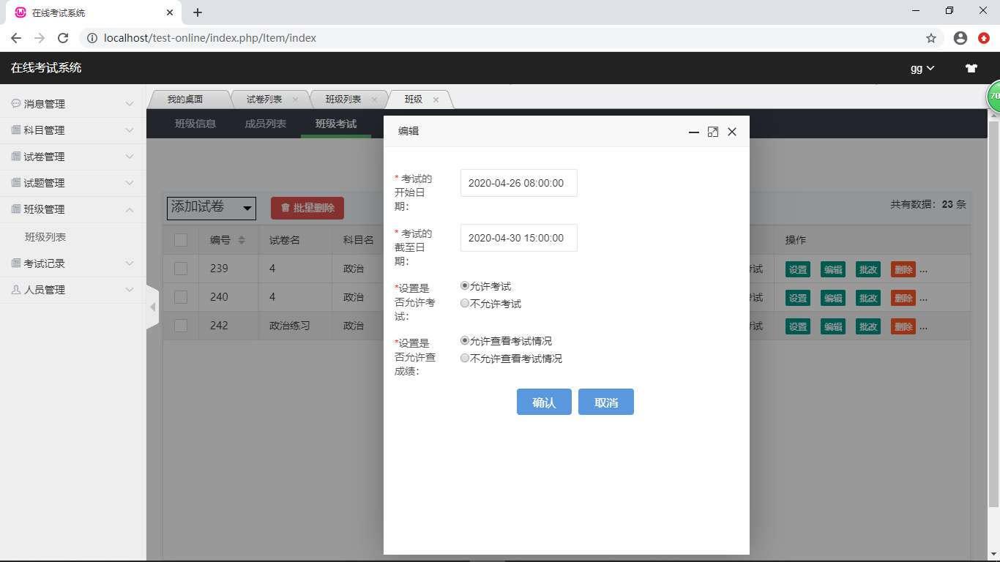 在线考试系统
localhost/test-online/index.php/Item/index
在线考试系统
gg
消息管理
科目管理
试卷管理
试题管理
班级管理
班级列表
考试记录
人员管理
我的桌面
试卷列表
班级列表
班级
70
班级信息
成员列表
班级考试
添加试卷
批量删除
共有数据：23 条
编号
试卷名
科目名
操作
239
4
政治
考试
设置
编辑
批改
删除
...
240
4
政治
考试
设置
编辑
批改
删除
...
242
政治练习
政治
考试
设置
编辑
批改
删除
...
编辑
* 考试的
开始日
期：
2020-04-26 08:00:00
* 考试的
截至日
期：
2020-04-30 15:00:00
*设置是
否允许考
试：
允许考试
不允许考试
*设置是
否允许查
成绩：
允许查看考试情况
不允许查看考试情况
确认
取消